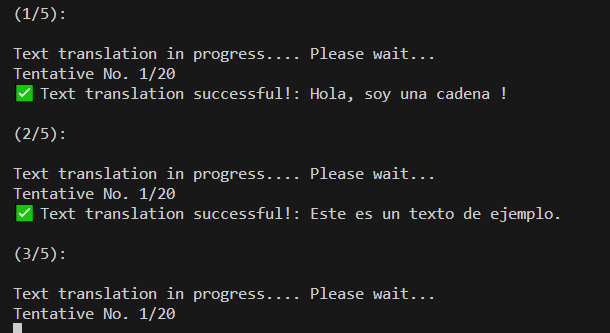 (1/5):
Text translation in progress.... Please wait...
Tentative No. 1/20
✅ Text translation successful!: Hola, soy una cadena !
(2/5):
Text translation in progress.... Please wait...
Tentative No. 1/20
✅ Text translation successful!: Este es un texto de ejemplo.
(3/5):
Text translation in progress.... Please wait...
Tentative No. 1/20